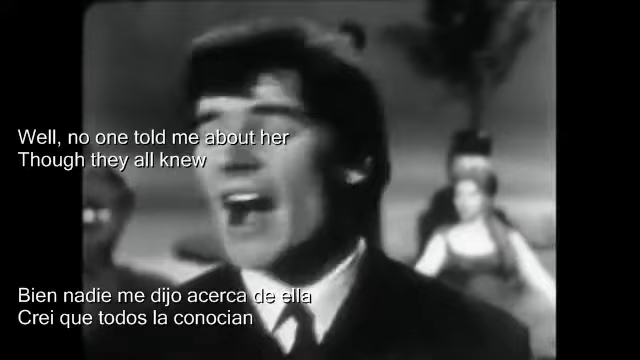 Well, no one told me about her
Though they all knew
Bien nadie me dijo acerca de ella
Crei que todos la conocian